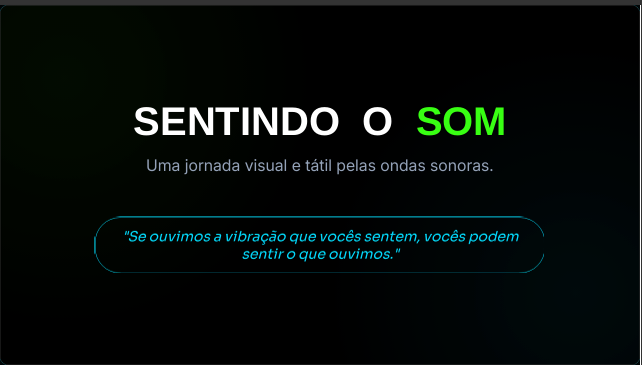 SENTINDO O SOM
Uma jornada visual e tátil pelas ondas sonoras.
"Se ouvimos a vibração que vocês sentem, vocês podem
sentir o que ouvimos."